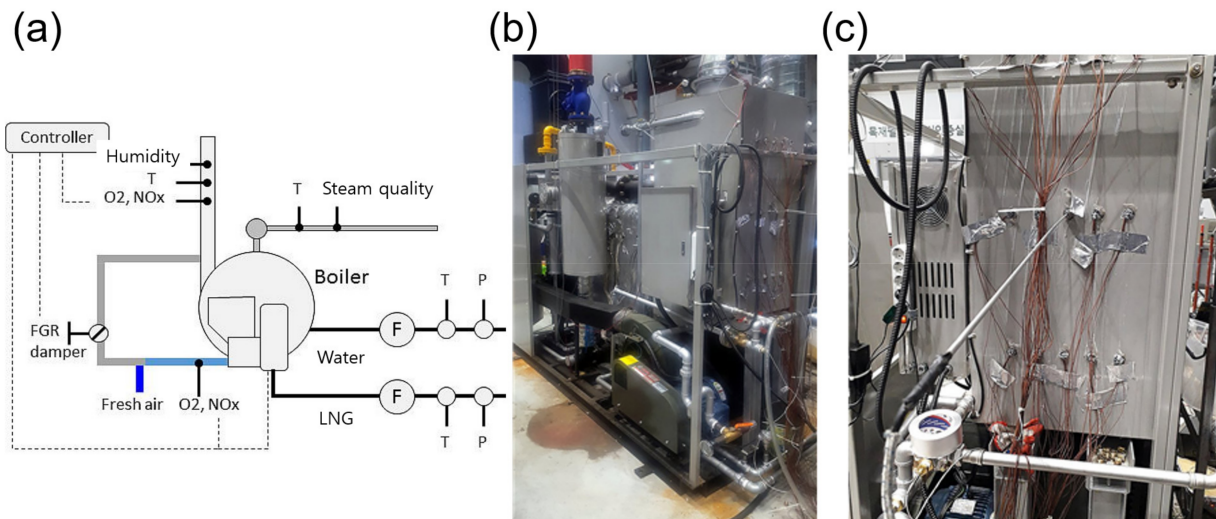 (a)
(b)
(c)
Controller
Humidity
T
O2, NOx
T
Steam quality
Boiler
T
P
F
FGR
damper
Water
Fresh air
O2, NOx
LNG
F
T
P